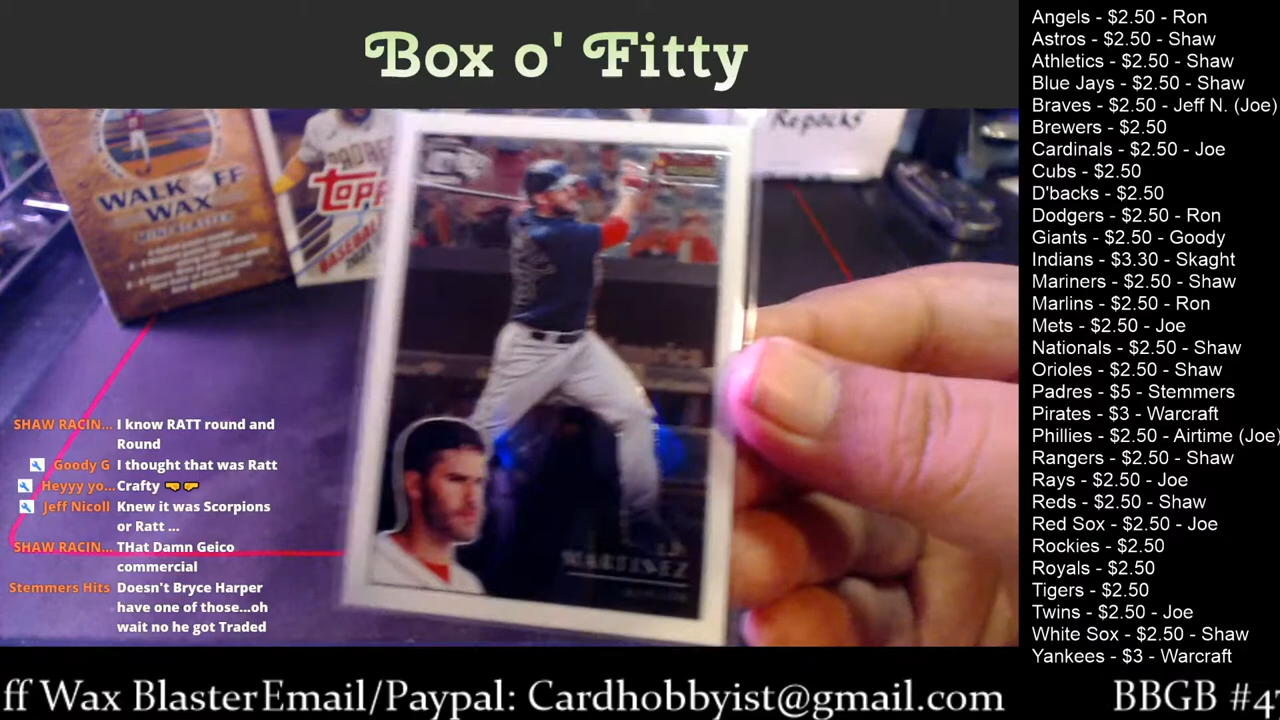 Box o' Fitty
WALK OFF
WAX
MINI BLASTER
topps
BASEBALL
Repacks
MARTINEZ
SHAW RACIN... I know RATT round and
Round
Goody G I thought that was Ratt
Heyyy yo... Crafty
Jeff Nicoll Knew it was Scorpions
or Ratt ...
SHAW RACIN... THat Damn Geico
commercial
Stemmers Hits Doesn't Bryce Harper
have one of those...oh
wait no he got Traded
Angels - $2.50 - Ron
Astros - $2.50 - Shaw
Athletics - $2.50 - Shaw
Blue Jays - $2.50 - Shaw
Braves - $2.50 - Jeff N. (Joe)
Brewers - $2.50
Cardinals - $2.50 - Joe
Cubs - $2.50
D'backs - $2.50
Dodgers - $2.50 - Ron
Giants - $2.50 - Goody
Indians - $3.30 - Skaght
Mariners - $2.50 - Shaw
Marlins - $2.50 - Ron
Mets - $2.50 - Joe
Nationals - $2.50 - Shaw
Orioles - $2.50 - Shaw
Padres - $5 - Stemmers
Pirates - $3 - Warcraft
Phillies - $2.50 - Airtime (Joe)
Rangers - $2.50 - Shaw
Rays - $2.50 - Joe
Reds - $2.50 - Shaw
Red Sox - $2.50 - Joe
Rockies - $2.50
Royals - $2.50
Tigers - $2.50
Twins - $2.50 - Joe
White Sox - $2.50 - Shaw
Yankees - $3 - Warcraft
ff Wax Blaster Email/Paypal: Cardhobbyist@gmail.com BBGB #47